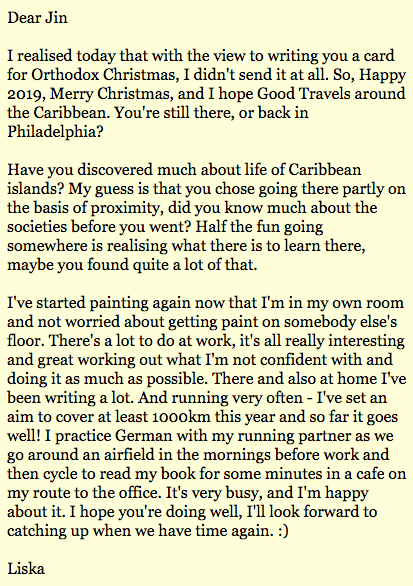 Dear Jin
I realised today that with the view to writing you a card
for Orthodox Christmas, I didn't send it at all. So, Happy
2019, Merry Christmas, and I hope Good Travels around
the Caribbean. You're still there, or back in
Philadelphia?
Have you discovered much about life of Caribbean
islands? My guess is that you chose going there partly on
the basis of proximity, did you know much about the
societies before you went? Half the fun going
somewhere is realising what there is to learn there,
maybe you found quite a lot of that.
I've started painting again now that I'm in my own room
and not worried about getting paint on somebody else's
floor. There's a lot to do at work, it's all really interesting
and great working out what I'm not confident with and
doing it as much as possible. There and also at home I've
been writing a lot. And running very often - I've set an
aim to cover at least 1000km this year and so far it goes
well! I practice German with my running partner as we
go around an airfield in the mornings before work and
then cycle to read my book for some minutes in a cafe on
my route to the office. It's very busy, and I'm happy
about it. I hope you're doing well, I'll look forward to
catching up when we have time again. :)
Liska